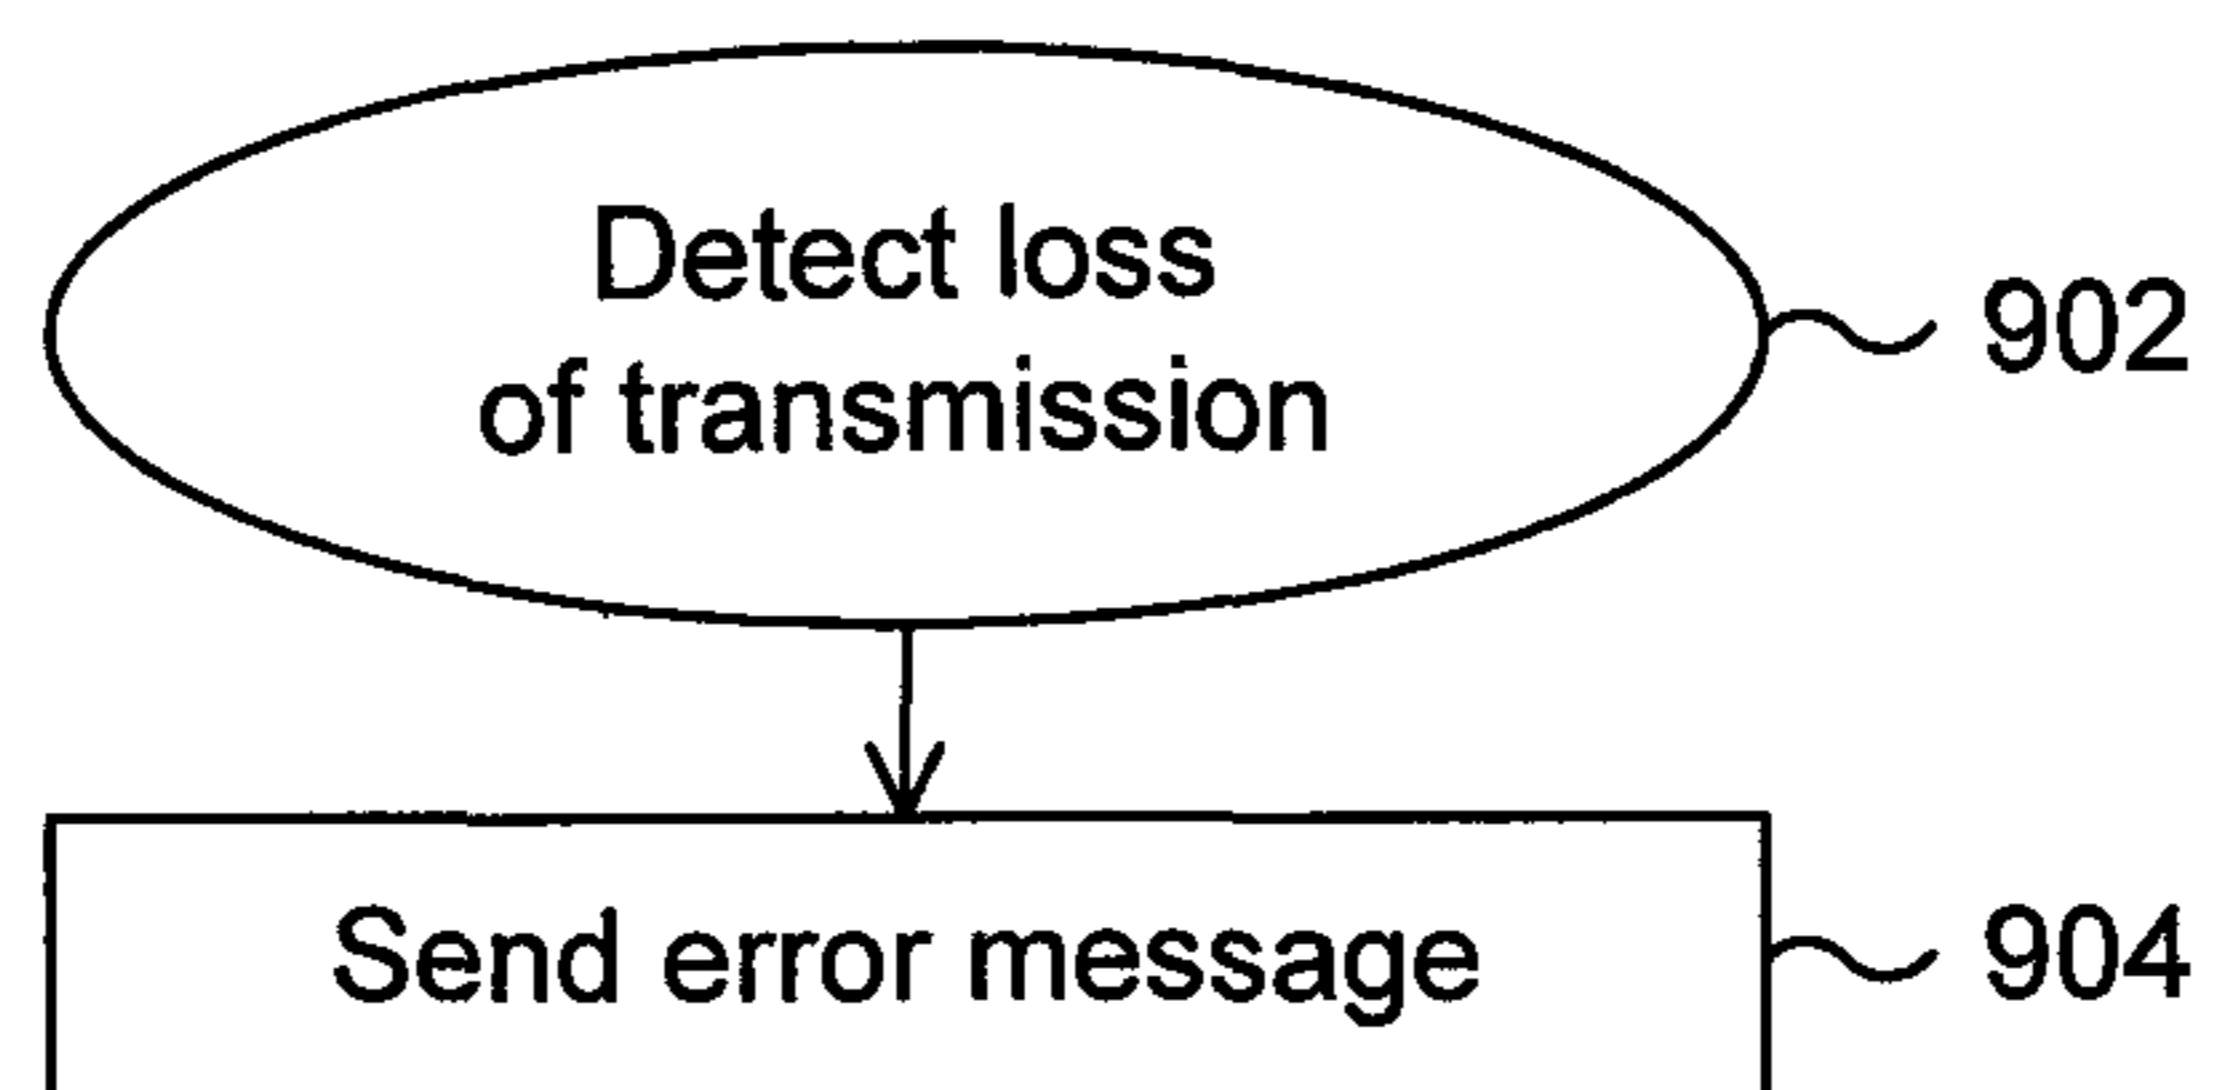 Detect loss
of transmission
902
Send error message
904